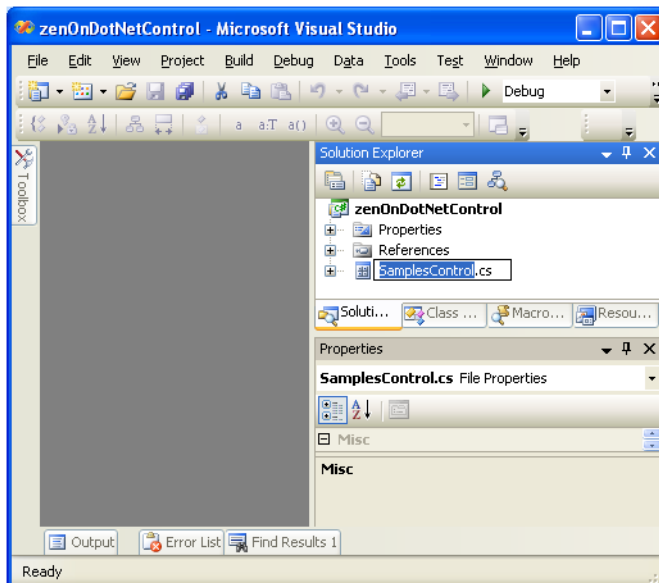 zenOnDotNetControl - Microsoft Visual Studio
File Edit View Project Build Debug Data Tools Test Window Help
Debug
a a:T a()
Toolbox
Solution Explorer
zenOnDotNetControl
Properties
References
SamplesControl.cs
Soluti... Class ... Macro... Resou...
Properties
SamplesControl.cs File Properties
Misc
Misc
Output Error List Find Results 1
Ready